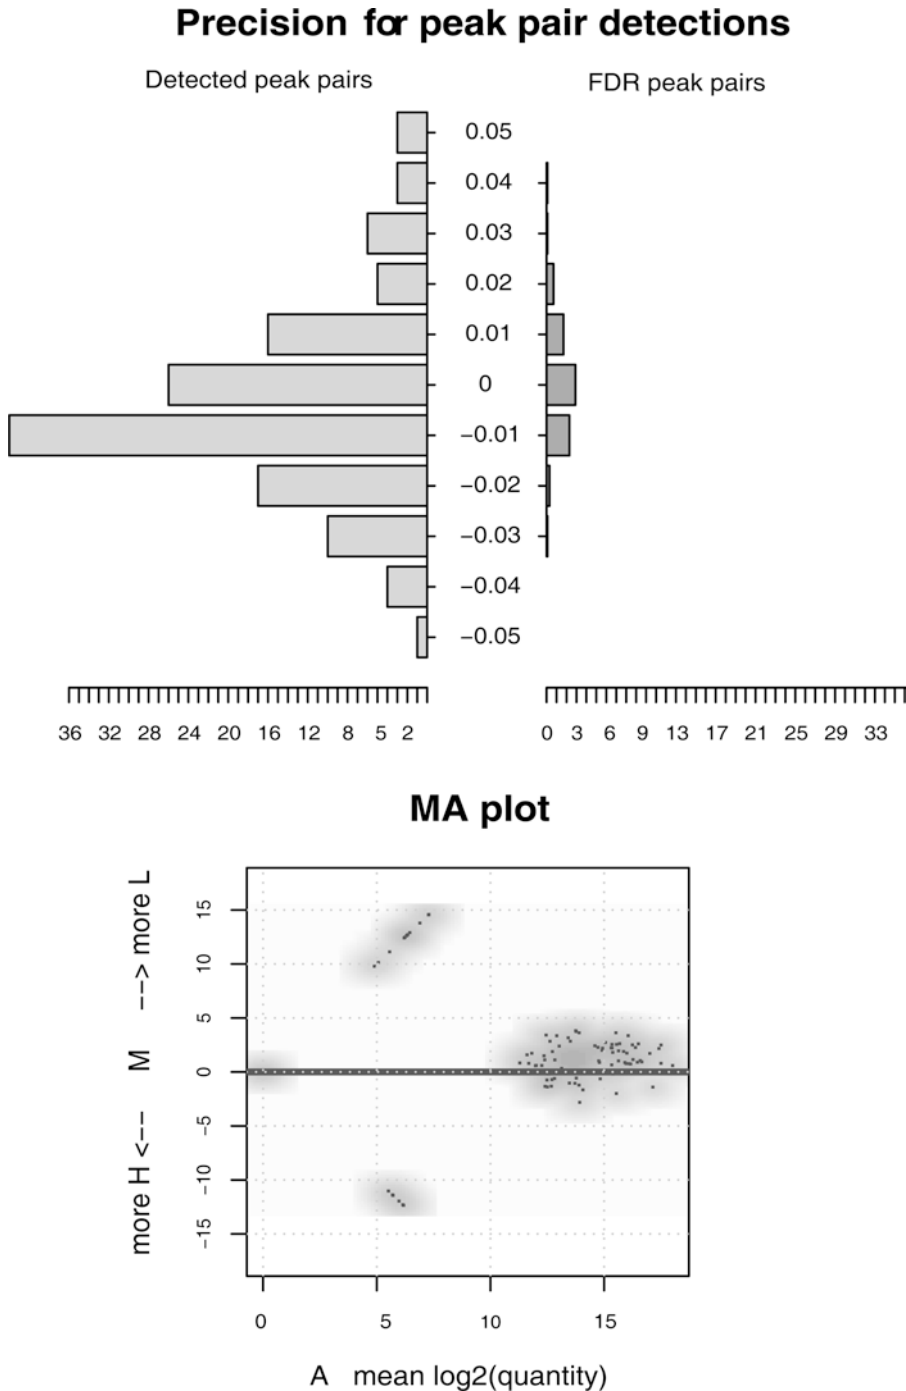 Precision for peak pair detections
Detected peak pairs
FDR peak pairs
0.05
0.04
0.03
0.02
0.01
0
−0.01
−0.02
−0.03
−0.04
−0.05
36 32 28 24 20 16 12 8 5 2
0 3 6 9 13 17 21 25 29 33
MA plot
more H <−− M −−> more L
15
10
5
0
−5
−10
−15
0 5 10 15
A mean log2(quantity)